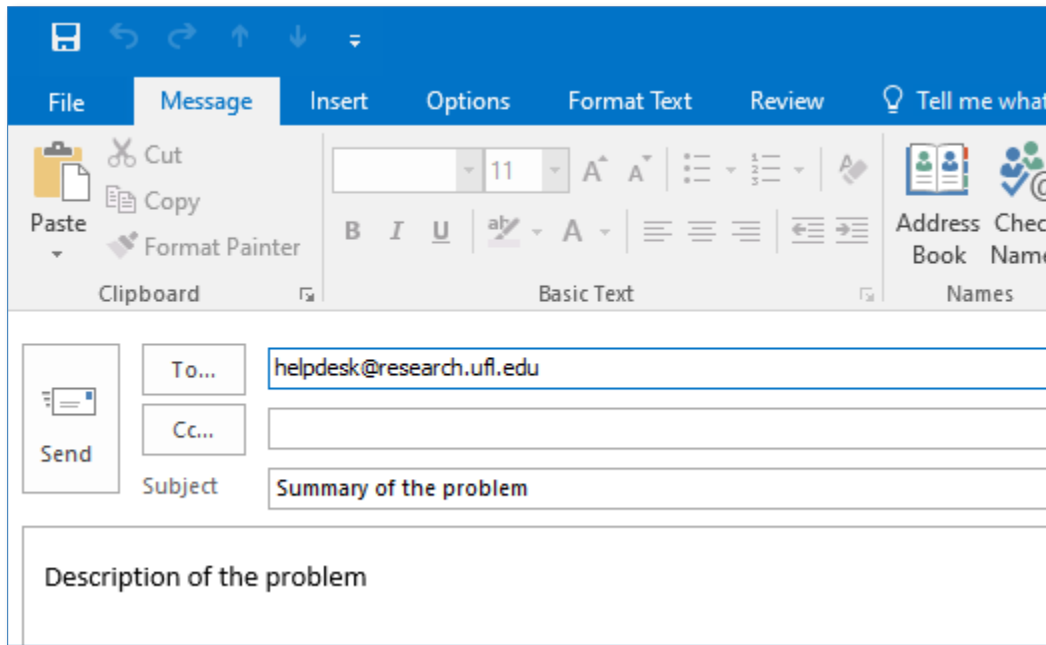 File Message Insert Options Format Text Review Tell me what
Paste
Cut
Copy
Format Painter
Clipboard
11
B I U
Basic Text
Address
Book
Chec
Name
Names
Send
To...
helpdesk@research.ufl.edu
Cc...
Subject
Summary of the problem
Description of the problem